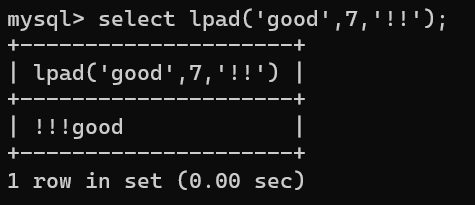 mysql> select lpad('good',7,'!!');
+--------------------+
| lpad('good',7,'!!') |
+--------------------+
| !!!good             |
+--------------------+
1 row in set (0.00 sec)